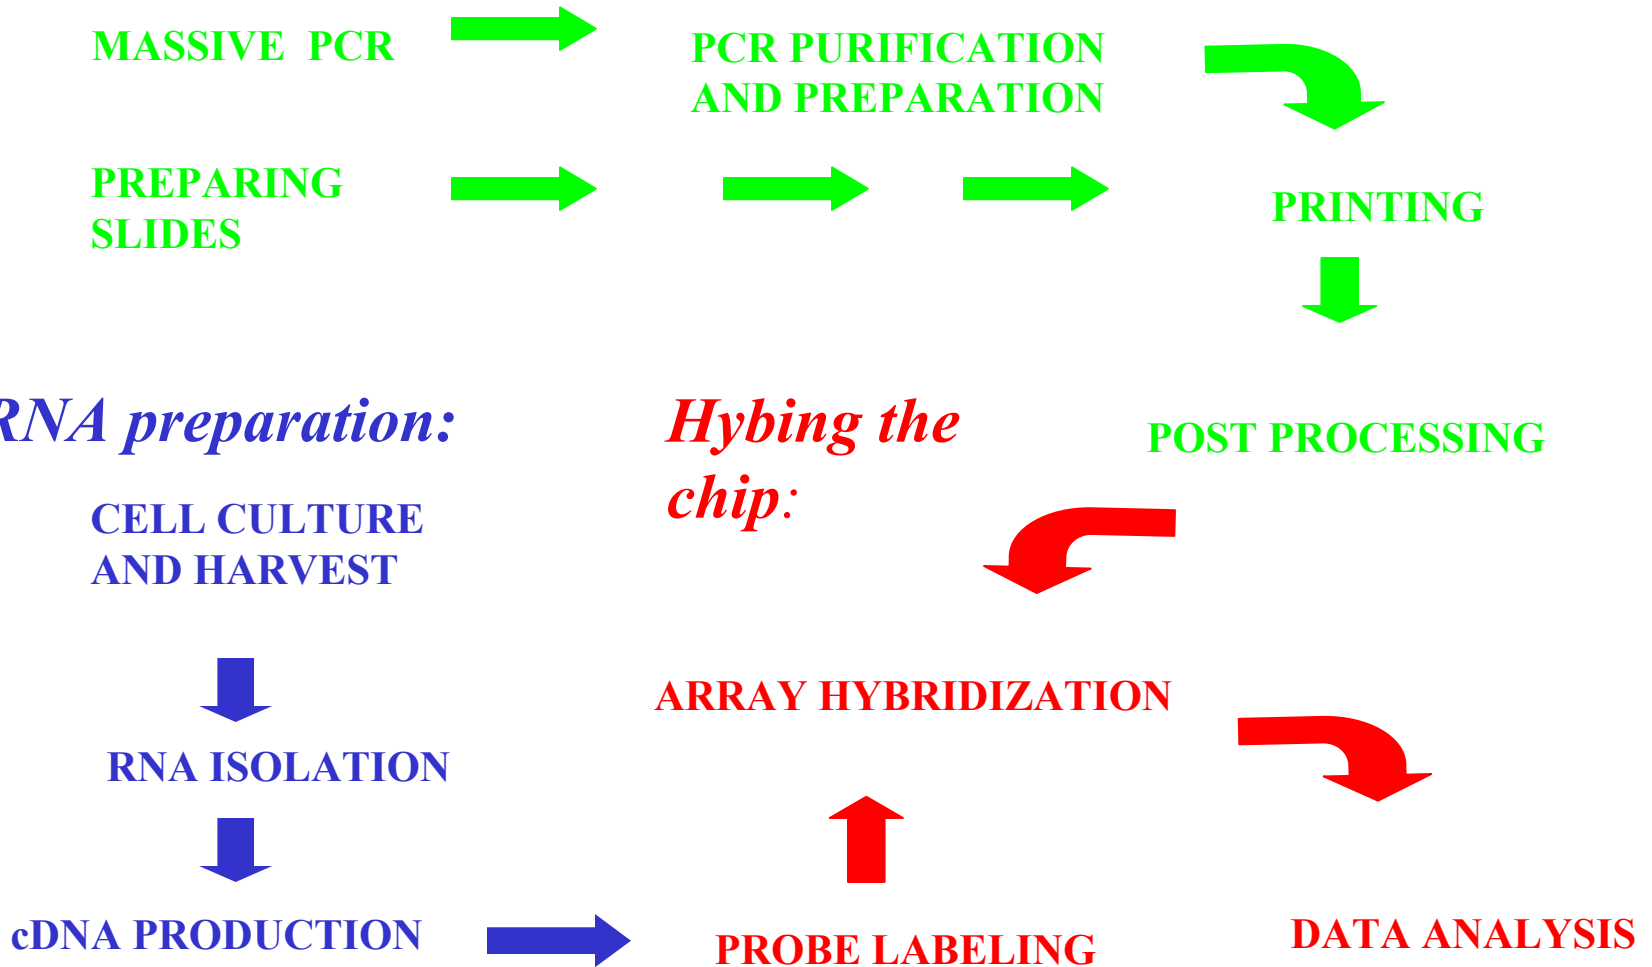 MASSIVE PCR
PCR PURIFICATION
AND PREPARATION
PREPARING
SLIDES
PRINTING
RNA preparation:
Hybing the
chip:
POST PROCESSING
CELL CULTURE
AND HARVEST
ARRAY HYBRIDIZATION
RNA ISOLATION
cDNA PRODUCTION
PROBE LABELING
DATA ANALYSIS